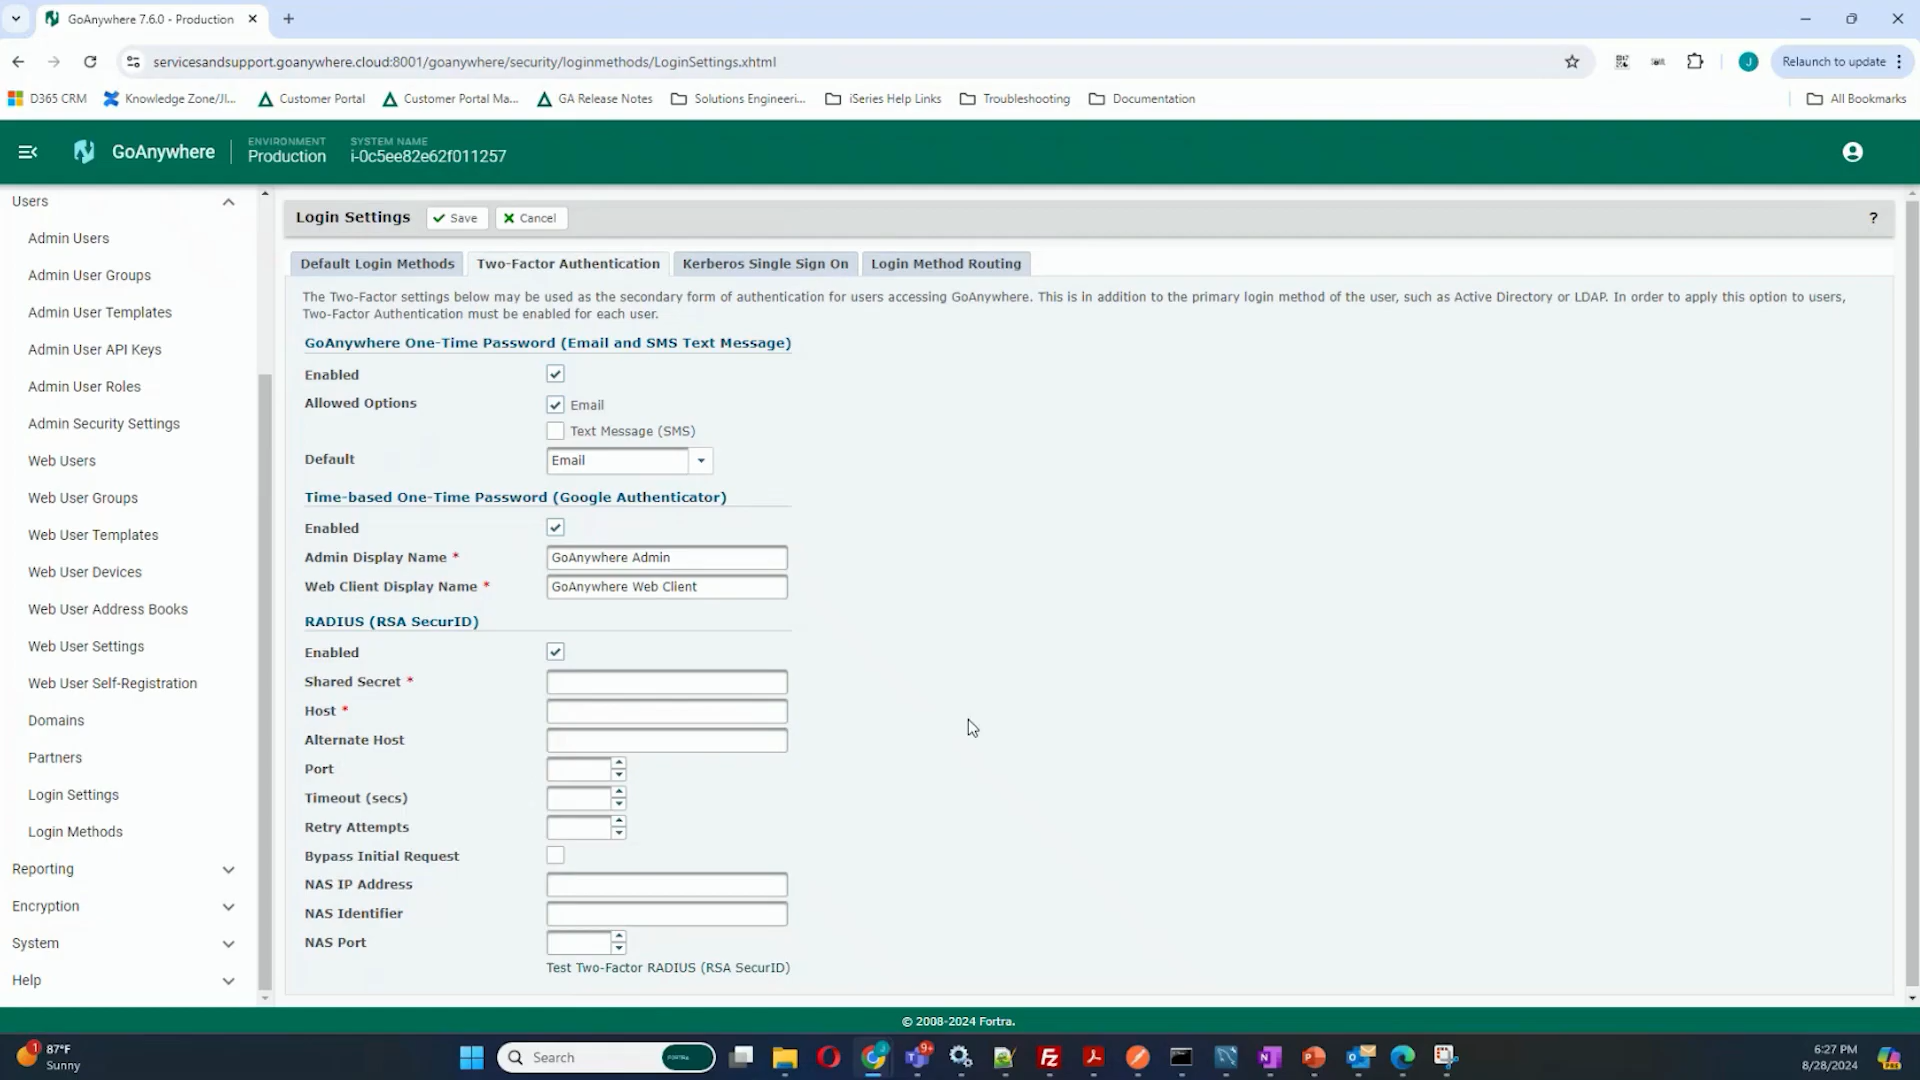 GoAnywhere 7.6.0 - Production
servicesandsupport.goanywhere.cloud:8001/goanywhere/security/loginmethods/LoginSettings.xhtml
J
Relaunch to update
D365 CRM
Knowledge Zone/JI...
Customer Portal
Customer Portal Ma...
GA Release Notes
Solutions Engineeri...
iSeries Help Links
Troubleshooting
Documentation
All Bookmarks
GoAnywhere
ENVIRONMENT
Production
SYSTEM NAME
i-0c5ee82e62f011257
Users
Admin Users
Admin User Groups
Admin User Templates
Admin User API Keys
Admin User Roles
Admin Security Settings
Web Users
Web User Groups
Web User Templates
Web User Devices
Web User Address Books
Web User Settings
Web User Self-Registration
Domains
Partners
Login Settings
Login Methods
Reporting
Encryption
System
Help
Login Settings
Save
Cancel
?
Default Login Methods
Two-Factor Authentication
Kerberos Single Sign On
Login Method Routing
The Two-Factor settings below may be used as the secondary form of authentication for users accessing GoAnywhere. This is in addition to the primary login method of the user, such as Active Directory or LDAP. In order to apply this option to users,
Two-Factor Authentication must be enabled for each user.
GoAnywhere One-Time Password (Email and SMS Text Message)
Enabled
Allowed Options
Email
Text Message (SMS)
Default
Email
Time-based One-Time Password (Google Authenticator)
Enabled
Admin Display Name *
GoAnywhere Admin
Web Client Display Name *
GoAnywhere Web Client
RADIUS (RSA SecurID)
Enabled
Shared Secret *
Host *
Alternate Host
Port
Timeout (secs)
Retry Attempts
Bypass Initial Request
NAS IP Address
NAS Identifier
NAS Port
Test Two-Factor RADIUS (RSA SecurID)
© 2008-2024 Fortra.
1
87°F
Sunny
Search
FORTRA
9+
6:27 PM
8/28/2024